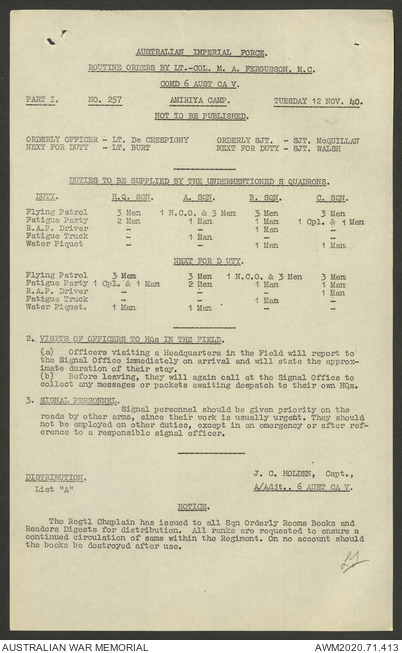 AUSTRALIAN IMPERIAL FORCE.
ROUTINE ORDERS BY LT.-COL. M. A. FERGUSSON. M.C.
COMD 6 AUST CA V.
PART I. NO. 257 AMIRIYA CAMP. TUESDAY 12 NOV. 40.
NOT TO BE PUBLISHED.
ORDERLY OFFICER - LT. De CRESPIGNY ORDERLY SJT. - SJT. McQUILLAN
NEXT FOR DUTY - LT. BURT NEXT FOR DUTY - SJT. WALSH
DUTIES TO BE SUPPLIED BY THE UNDERMENTIONED S QUADRONS.
DUTY. H.Q. SQN. A. SQN. B. SQN. C. SQN.
Flying Patrol 3 Men 1 N.C.O. & 3 Men 3 Men 3 Men
Fatigue Party 2 Men 1 Man 1 Man 1 Cpl. & 1 Man
R.A.P. Driver - - 1 Man -
Fatigue Truck - 1 Man - -
Water Piquet - - 1 Man 1 Man
NEXT FOR D UTY.
Flying Patrol 3 Men 3 Men 1 N.C.O. & 3 Men 3 Men
Fatigue Party 1 Cpl. & 1 Man 2 Men 1 Man 1 Man
R.A.P. Driver - - - 1 Man
Fatigue Truck - - 1 Man -
Water Piquet. 1 Man 1 Man - -
2. VISITS OF OFFICERS TO HQs IN THE FIELD.
(a) Officers visiting a Headquarters in the Field will report to
the Signal Office immediately on arrival and will state the approx-
imate duration of their stay.
(b) Before leaving, they will again call at the Signal Office to
collect any messages or packets awaiting despatch to their own HQs.
3. SIGNAL PERSONNEL.
Signal personnel should be given priority on the
roads by other arms, since their work is usually urgent. They should
not be employed on other duties, except in an emergency or after ref-
erence to a responsible signal officer.
J. C. HOLDEN, Capt.,
DISTRIBUTION.
List "A" A/Adjt., 6 AUST CA V.
NOTICE.
The Regtl Chaplain has issued to all Sqn Orderly Rooms Books and
Readers Digests for distribution. All ranks are requested to ensure a
continued circulation of same within the Regiment. On no account should
the books be destroyed after use.
AUSTRALIAN WAR MEMORIAL AWM2020.71.413